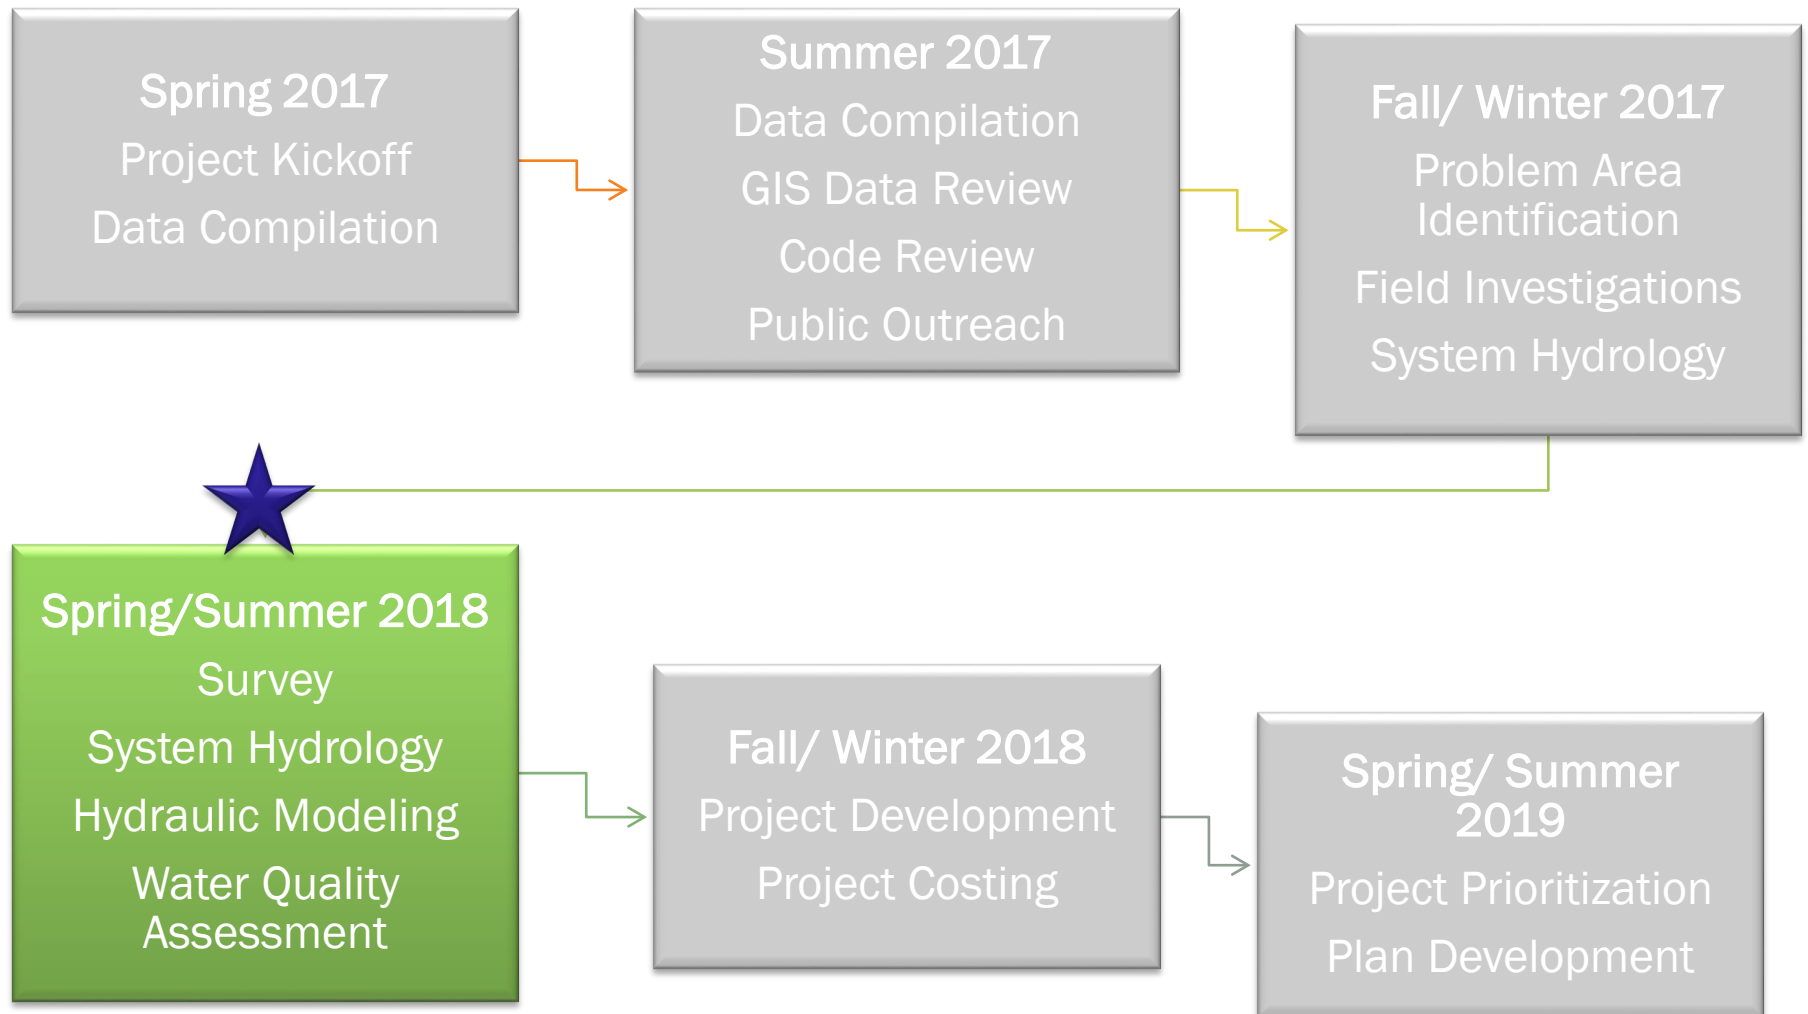 Spring 2017
Project Kickoff
Data Compilation
Summer 2017
Data Compilation
GIS Data Review
Code Review
Public Outreach
Fall/ Winter 2017
Problem Area
Identification
Field Investigations
System Hydrology
Spring/Summer 2018
Survey
System Hydrology
Hydraulic Modeling
Water Quality
Assessment
Fall/ Winter 2018
Project Development
Project Costing
Spring/ Summer
2019
Project Prioritization
Plan Development